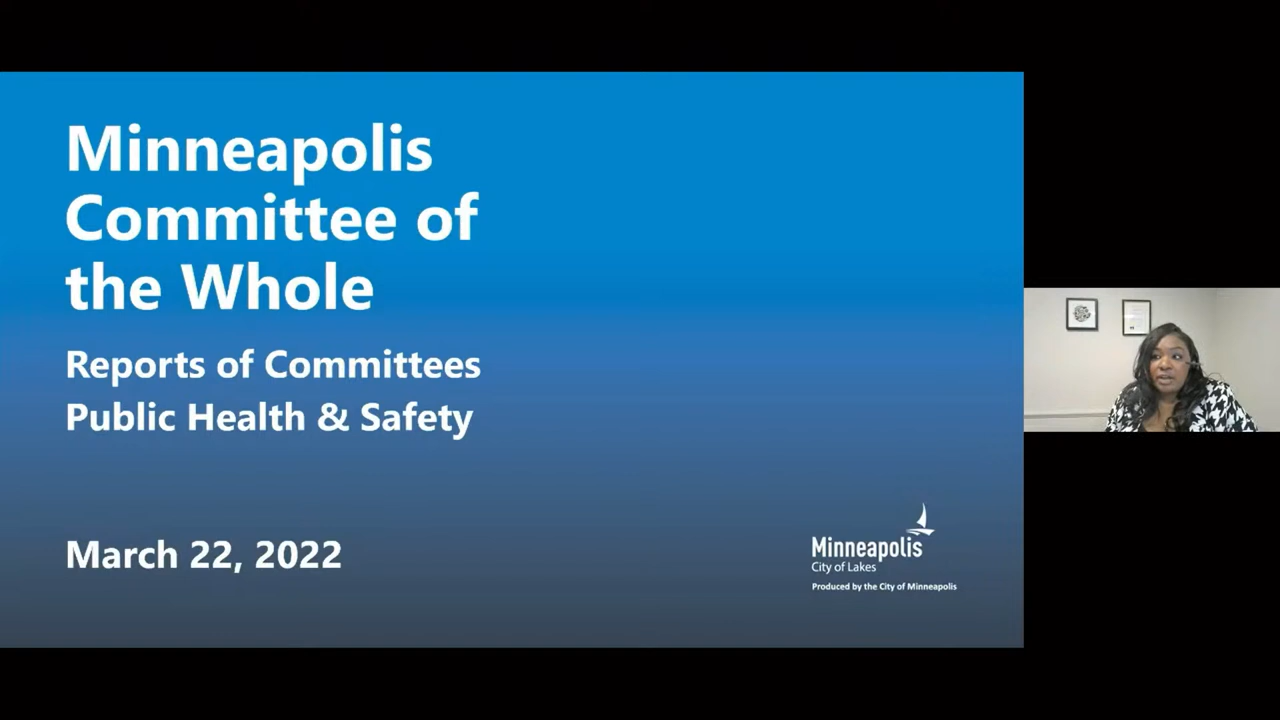 Minneapolis
Committee of
the Whole
Reports of Committees
Public Health & Safety
March 22, 2022
Minneapolis
City of Lakes
Produced by the City of Minneapolis